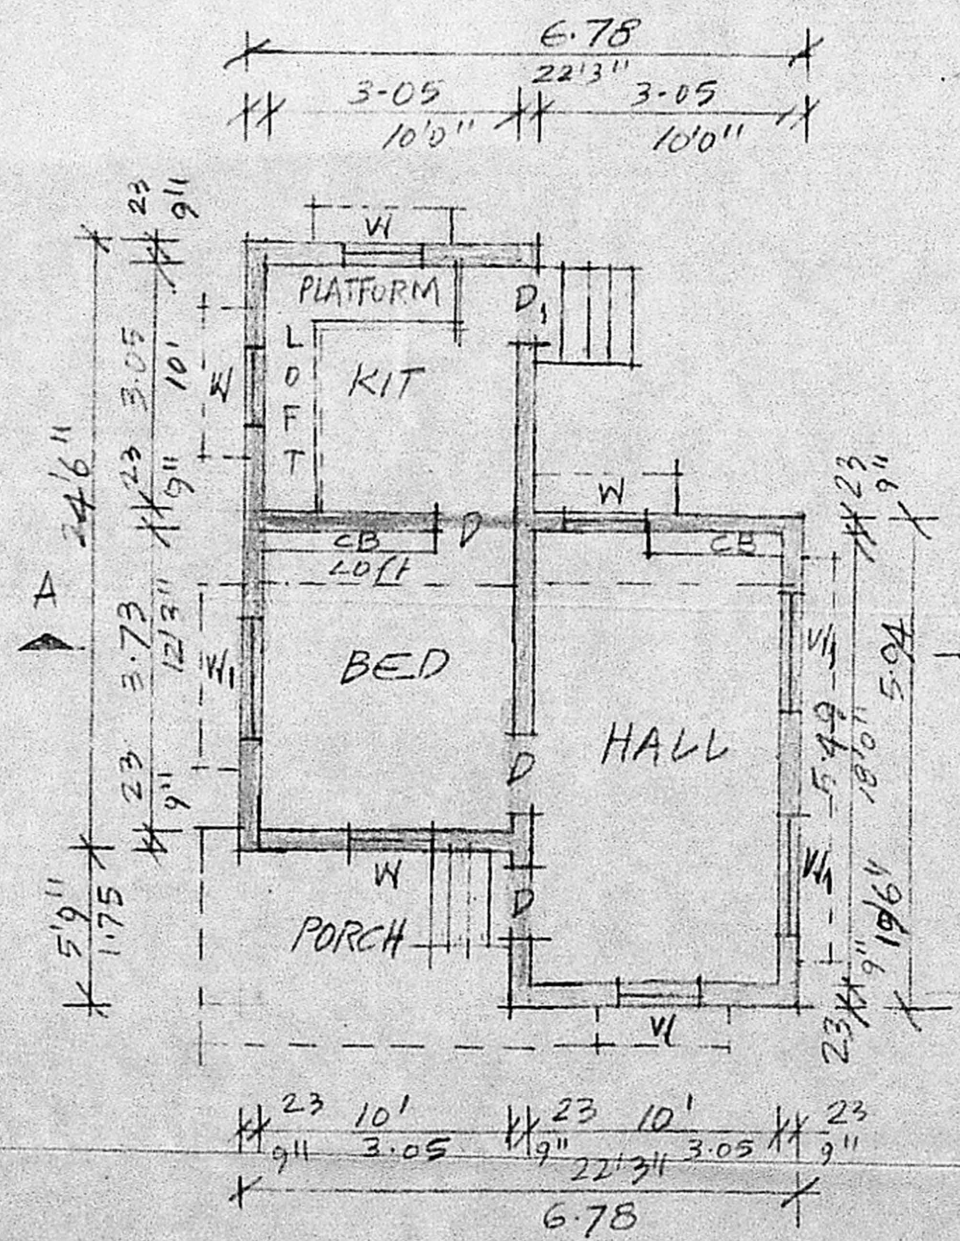 6.78
22'3"
3.05 3.05
10'0" 10'0"
23
9"
W
PLATFORM
D1
LOFT
KIT
W
3.05
10'
24'6"
23
9"
W
23
9"
D
CB
CB
LOFT
A
3.73
12'3"
W1
BED
W1
5.94
HALL
5.49
18'0"
D
23
9"
W
W1
D
5'9"
1.75
PORCH
19'6"
9"
23
W
23 10' 23 10' 23
9" 3.05 9" 3.05 9"
22'3"
6.78